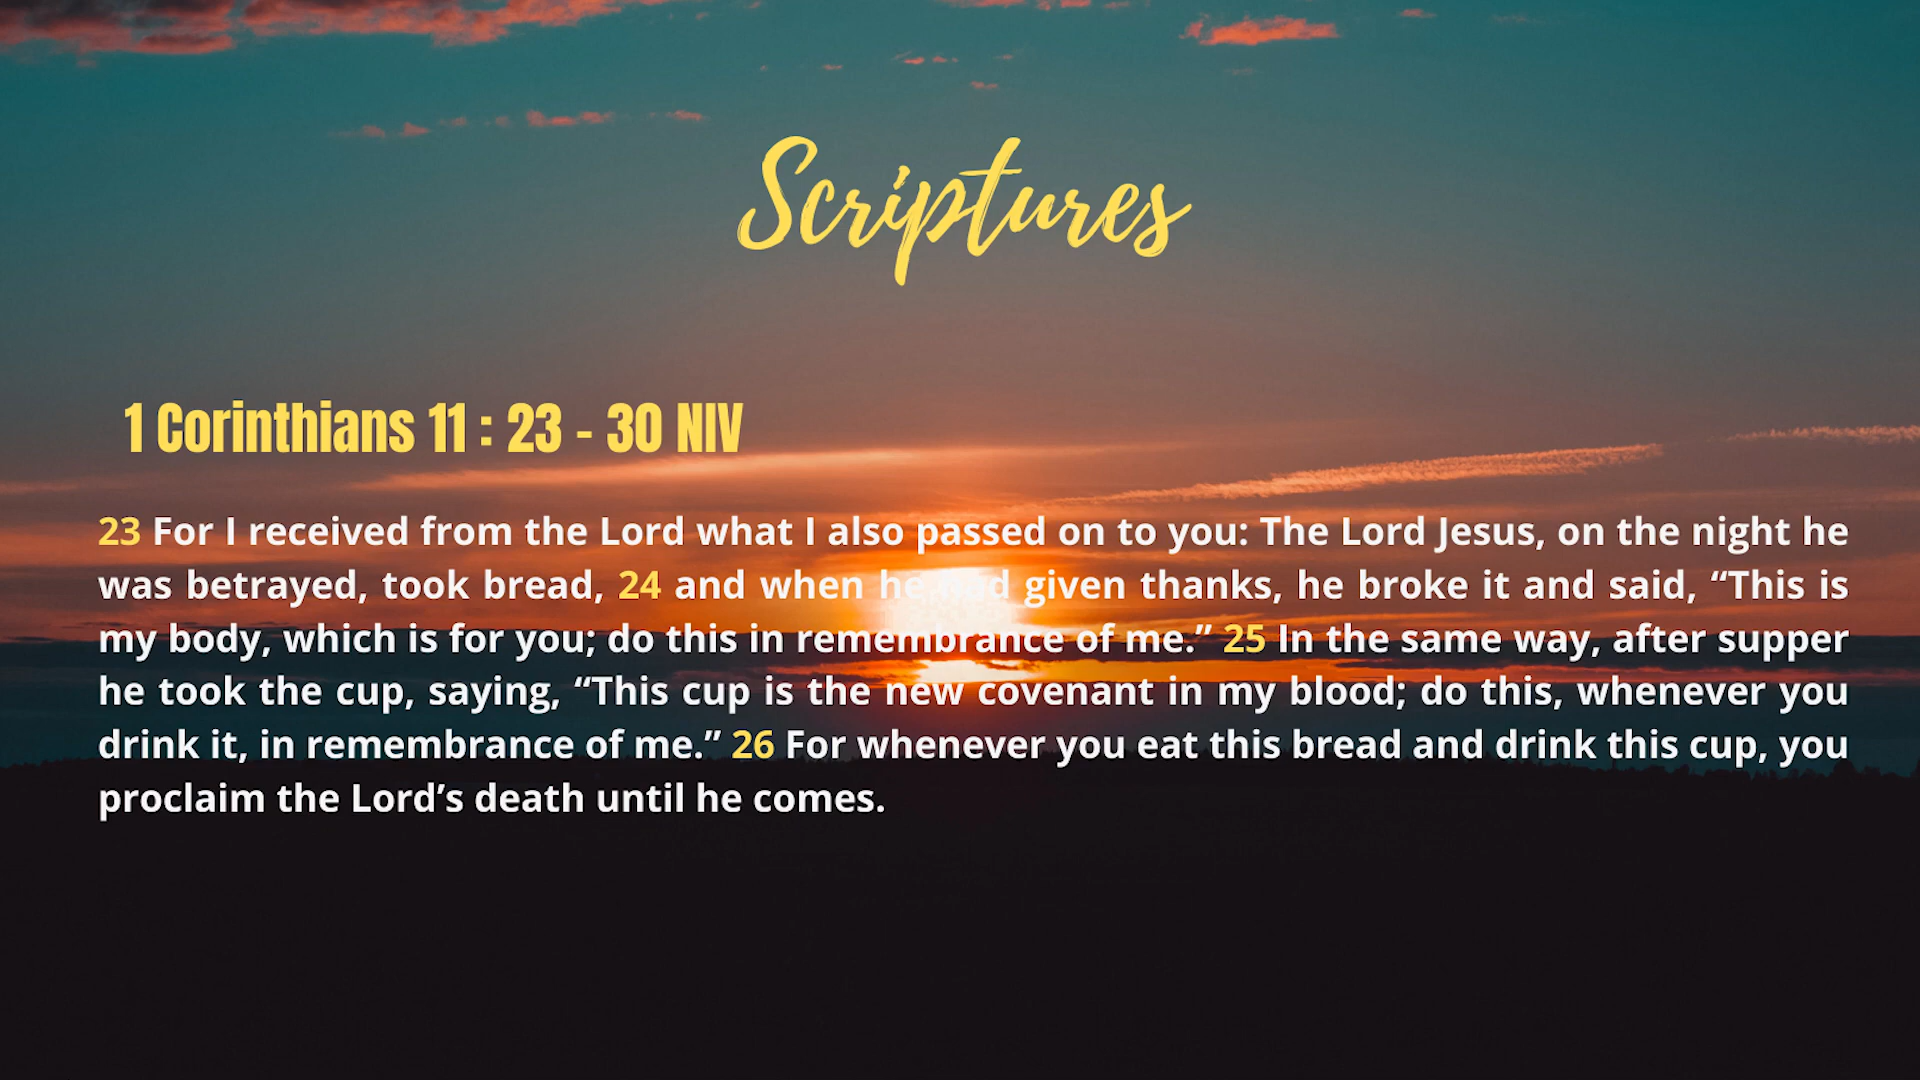 Scriptures
1 Corinthians 11 : 23 - 30 NIV
23 For I received from the Lord what I also passed on to you: The Lord Jesus, on the night he
was betrayed, took bread, 24 and when he had given thanks, he broke it and said, “This is
my body, which is for you; do this in remembrance of me.” 25 In the same way, after supper
he took the cup, saying, “This cup is the new covenant in my blood; do this, whenever you
drink it, in remembrance of me.” 26 For whenever you eat this bread and drink this cup, you
proclaim the Lord’s death until he comes.